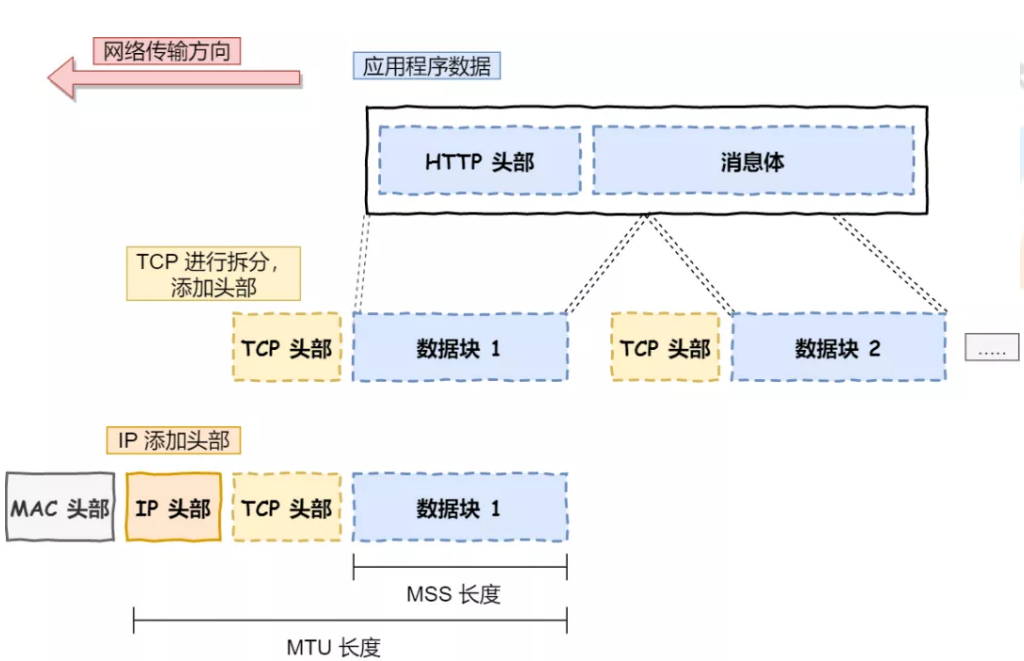 网络传输方向
应用程序数据
HTTP 头部
消息体
TCP 进行拆分，
添加头部
TCP 头部
数据块 1
TCP 头部
数据块 2
.....
IP 添加头部
MAC 头部
IP 头部
TCP 头部
数据块 1
MSS 长度
MTU 长度